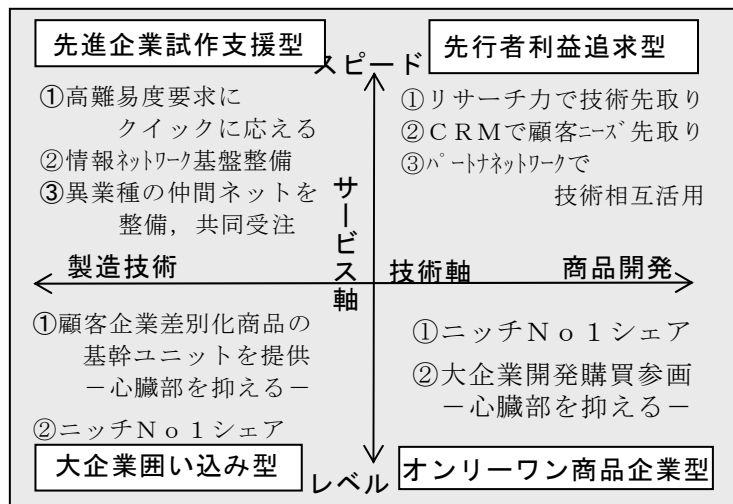 先進企業試作支援型
スピード
先行者利益追求型
①高難易度要求に
クイックに応える
②情報ネットワーク基盤整備
③異業種の仲間ネットを
整備，共同受注
①リサーチ力で技術先取り
②ＣＲＭで顧客ニーズ先取り
③パートナネットワークで
技術相互活用
サービス軸
製造技術
技術軸
商品開発
①顧客企業差別化商品の
基幹ユニットを提供
－心臓部を抑える－
②ニッチＮｏ１シェア
①ニッチＮｏ１シェア
②大企業開発購買参画
－心臓部を抑える－
大企業囲い込み型
レベル
オンリーワン商品企業型